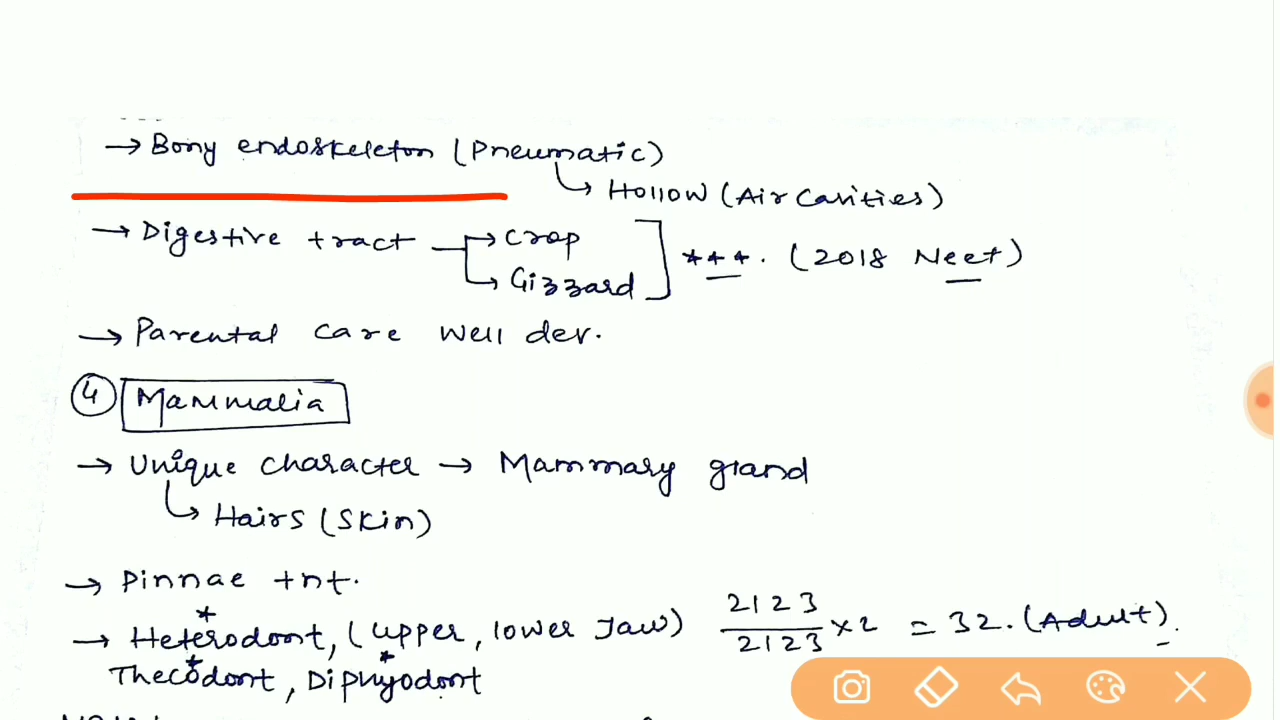 → Bony endoskeleton (Pneumatic)
↳ Hollow (Air Cavities)
→ Digestive tract → Crop
↳ Gizzard ] *** . (2018 Neet)
→ Parental care well dev.
④ Mammalia
→ Unique character → Mammary gland
↳ Hairs (Skin)
→ Pinnae +nt.
→ Heterodont, (upper, lower Jaw) 2123/2123 ×2 = 32. (Adult).
Thecodont, Diphyodont